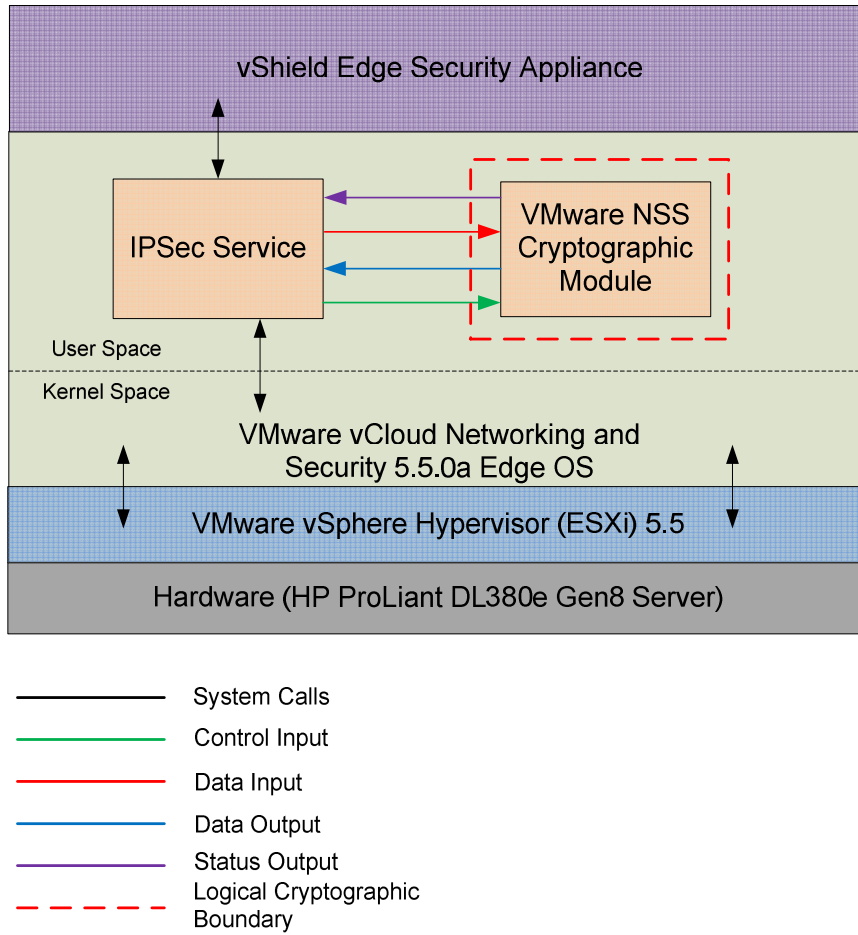 vShield Edge Security Appliance
IPSec Service
VMware NSS
Cryptographic
Module
User Space
Kernel Space
VMware vCloud Networking and
Security 5.5.0a Edge OS
VMware vSphere Hypervisor (ESXi) 5.5
Hardware (HP ProLiant DL380e Gen8 Server)
System Calls
Control Input
Data Input
Data Output
Status Output
Logical Cryptographic
Boundary